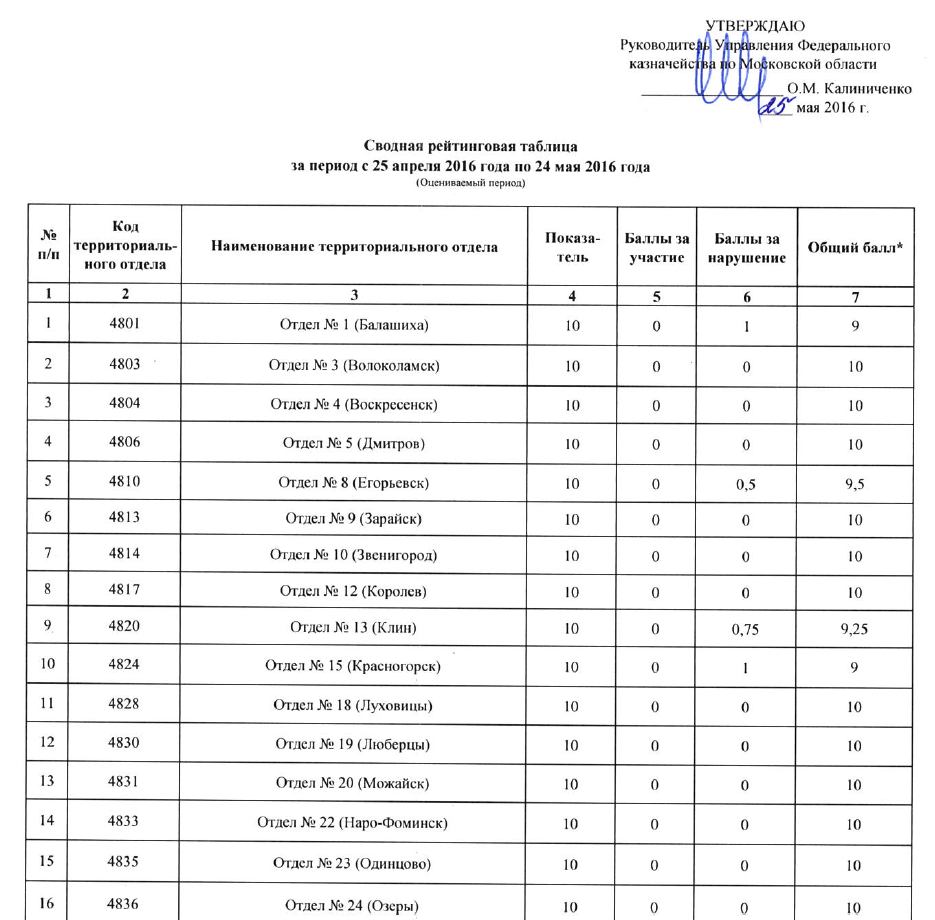 УТВЕРЖДАЮ
Руководитель Управления Федерального
казначейства по Московской области
____________________ О.М. Калиниченко
25 мая 2016 г.
Сводная рейтинговая таблица
за период с 25 апреля 2016 года по 24 мая 2016 года
(Оцениваемый период)
№ п/п Код территориаль-ного отдела Наименование территориального отдела Показа-тель Баллы за участие Баллы за нарушение Общий балл*
1 2 3 4 5 6 7
1 4801 Отдел № 1 (Балашиха) 10 0 1 9
2 4803 Отдел № 3 (Волоколамск) 10 0 0 10
3 4804 Отдел № 4 (Воскресенск) 10 0 0 10
4 4806 Отдел № 5 (Дмитров) 10 0 0 10
5 4810 Отдел № 8 (Егорьевск) 10 0 0,5 9,5
6 4813 Отдел № 9 (Зарайск) 10 0 0 10
7 4814 Отдел № 10 (Звенигород) 10 0 0 10
8 4817 Отдел № 12 (Королев) 10 0 0 10
9 4820 Отдел № 13 (Клин) 10 0 0,75 9,25
10 4824 Отдел № 15 (Красногорск) 10 0 1 9
11 4828 Отдел № 18 (Луховицы) 10 0 0 10
12 4830 Отдел № 19 (Люберцы) 10 0 0 10
13 4831 Отдел № 20 (Можайск) 10 0 0 10
14 4833 Отдел № 22 (Наро-Фоминск) 10 0 0 10
15 4835 Отдел № 23 (Одинцово) 10 0 0 10
16 4836 Отдел № 24 (Озеры) 10 0 0 10